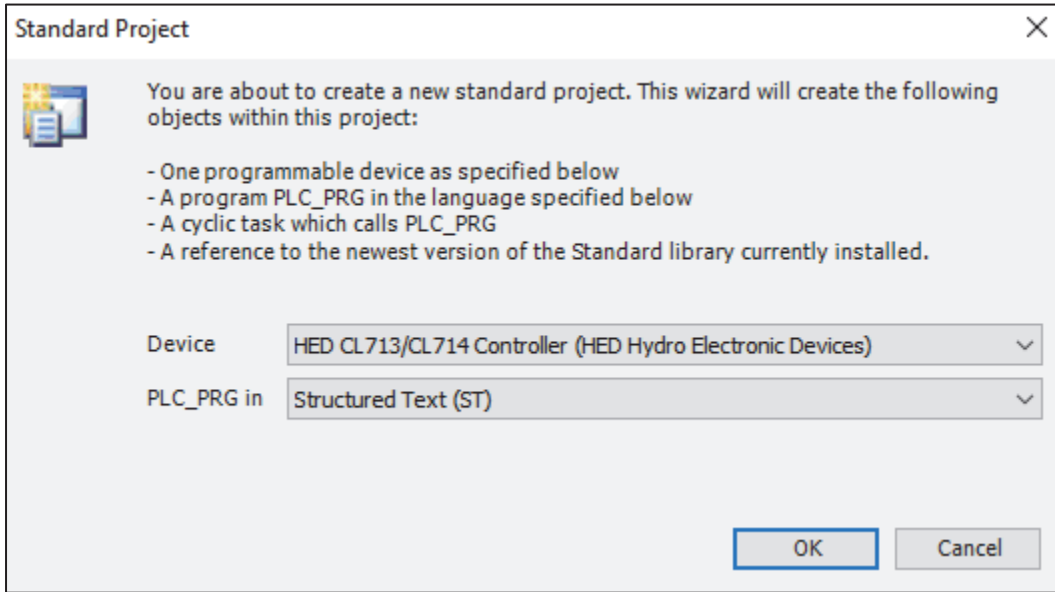 Standard Project
You are about to create a new standard project. This wizard will create the following
objects within this project:
- One programmable device as specified below
- A program PLC_PRG in the language specified below
- A cyclic task which calls PLC_PRG
- A reference to the newest version of the Standard library currently installed.
Device HED CL713/CL714 Controller (HED Hydro Electronic Devices)
PLC_PRG in Structured Text (ST)
OK Cancel